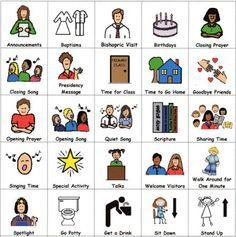 Announcements Baptisms Bishopric Visit Birthdays Closing Prayer
Closing Song Presidency Message Time for Class Time to Go Home Goodbye Friends
PRIMARY CLASS
Opening Prayer Opening Song Quiet Song Scripture Sharing Time
Singing Time Special Activity Talks Welcome Visitors Walk Around for One Minute
Spotlight Go Potty Get a Drink Sit Down Stand Up